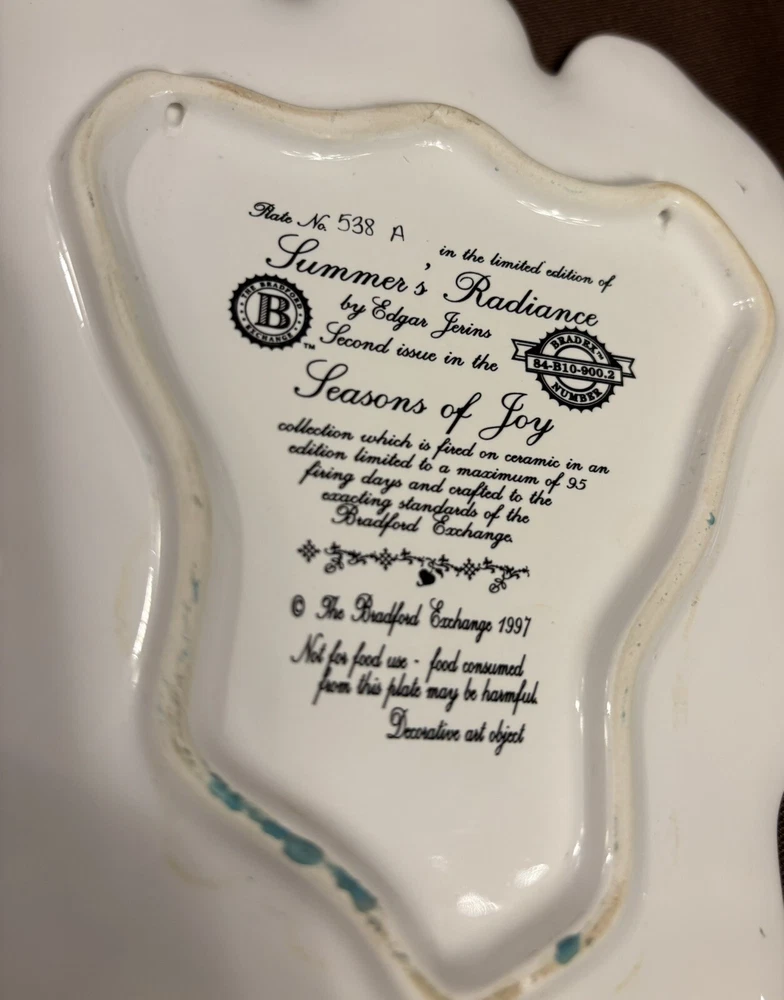 Plate No. 538 A
, in the limited edition of
Summer's Radiance
by Edgar Jerins
THE BRADFORD
B
EXCHANGE
™
Second issue in the
BRADEX™
84-B10-900.2
NUMBER
Seasons of Joy
collection which is fired on ceramic in an
edition limited to a maximum of 95
firing days and crafted to the
exacting standards of the
Bradford Exchange.
© The Bradford Exchange 1997
Not for food use - food consumed
from this plate may be harmful.
Decorative art object